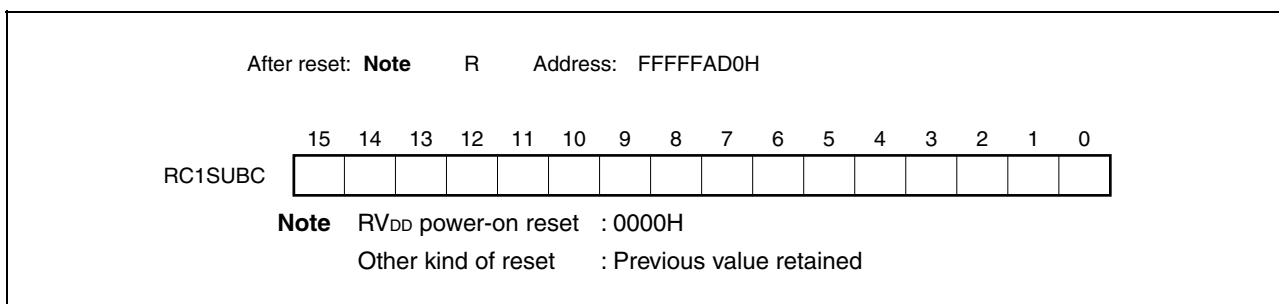 After reset: Note R Address: FFFFFAD0H
15 14 13 12 11 10 9 8 7 6 5 4 3 2 1 0
RC1SUBC
Note RVDD power-on reset : 0000H
Other kind of reset : Previous value retained